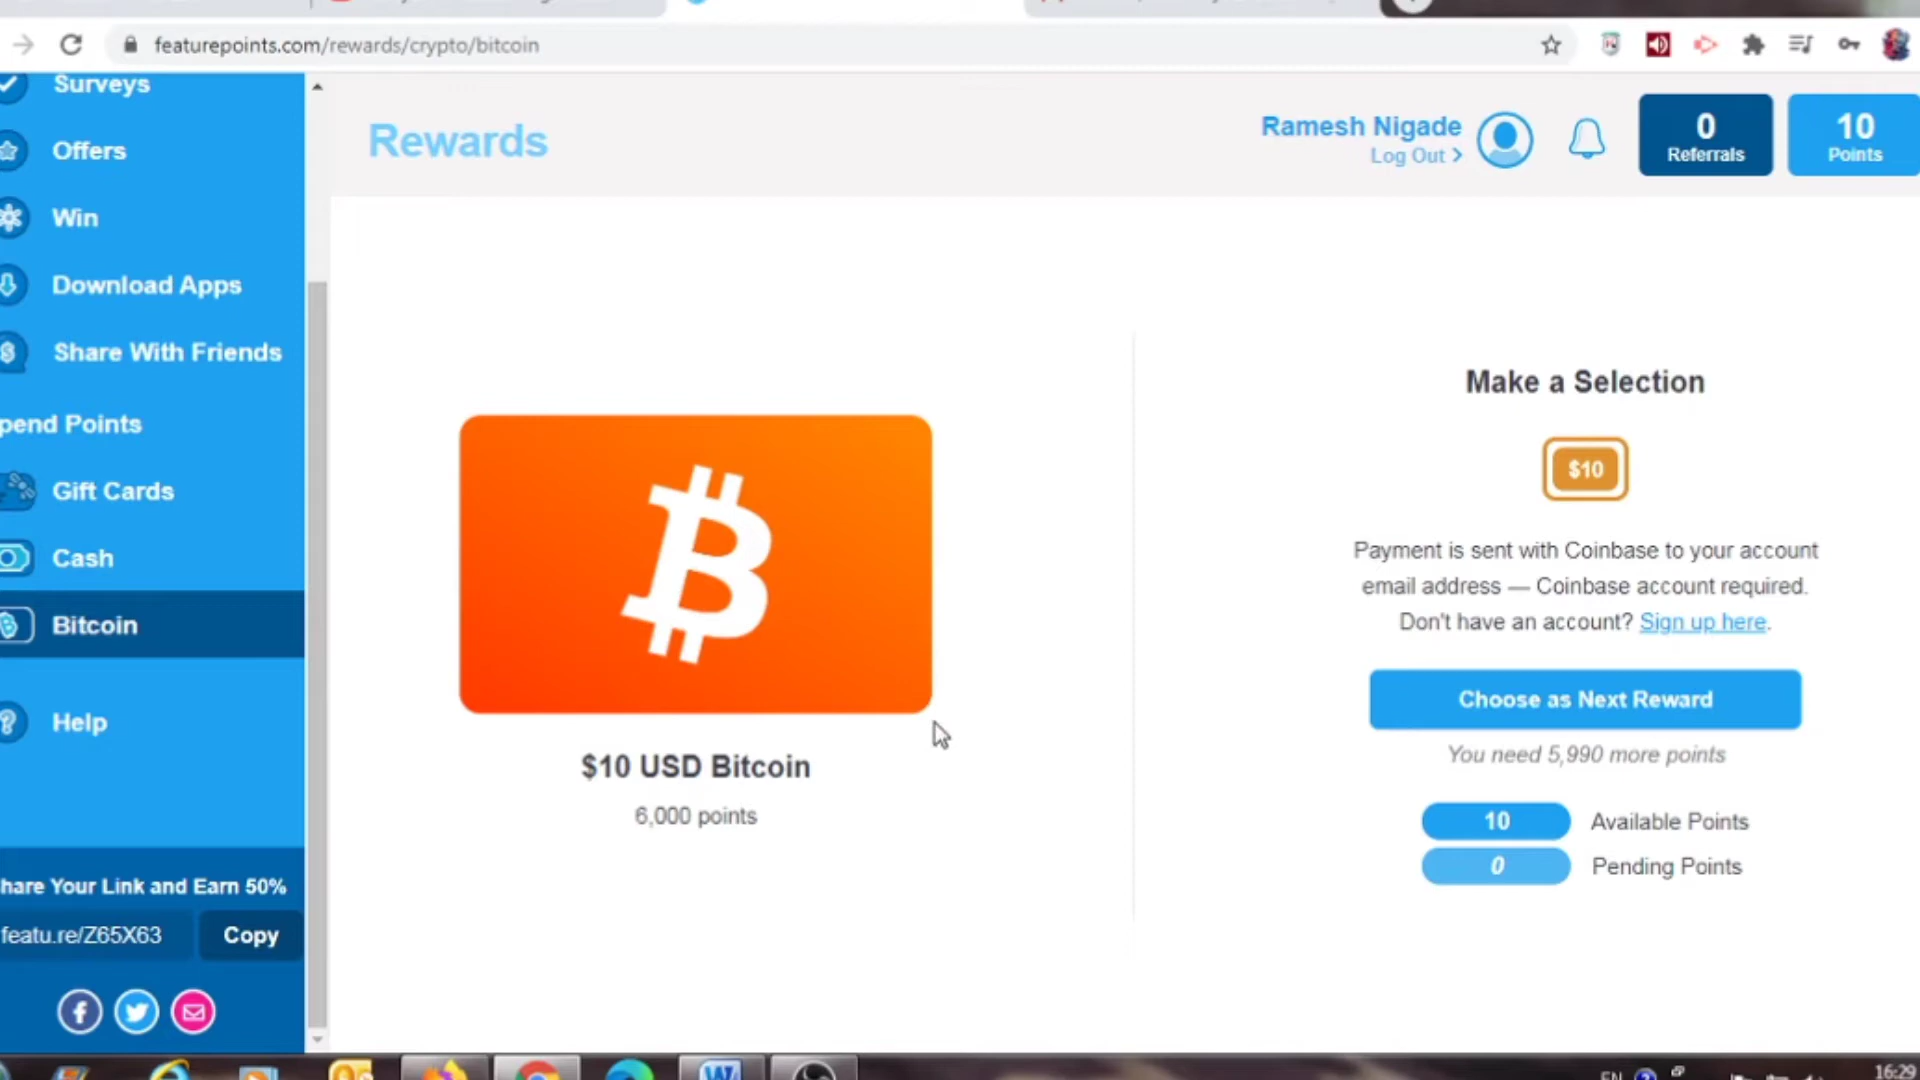 featurepoints.com/rewards/crypto/bitcoin
Surveys
Offers
Win
Download Apps
Share With Friends
pend Points
Gift Cards
Cash
Bitcoin
Help
hare Your Link and Earn 50%
featu.re/Z65X63
Copy
Rewards
Ramesh Nigade
Log Out >
0
Referrals
10
Points
$10 USD Bitcoin
6,000 points
Make a Selection
$10
Payment is sent with Coinbase to your account
email address — Coinbase account required.
Don't have an account? Sign up here.
Choose as Next Reward
You need 5,990 more points
10 Available Points
0 Pending Points
EN
16:29